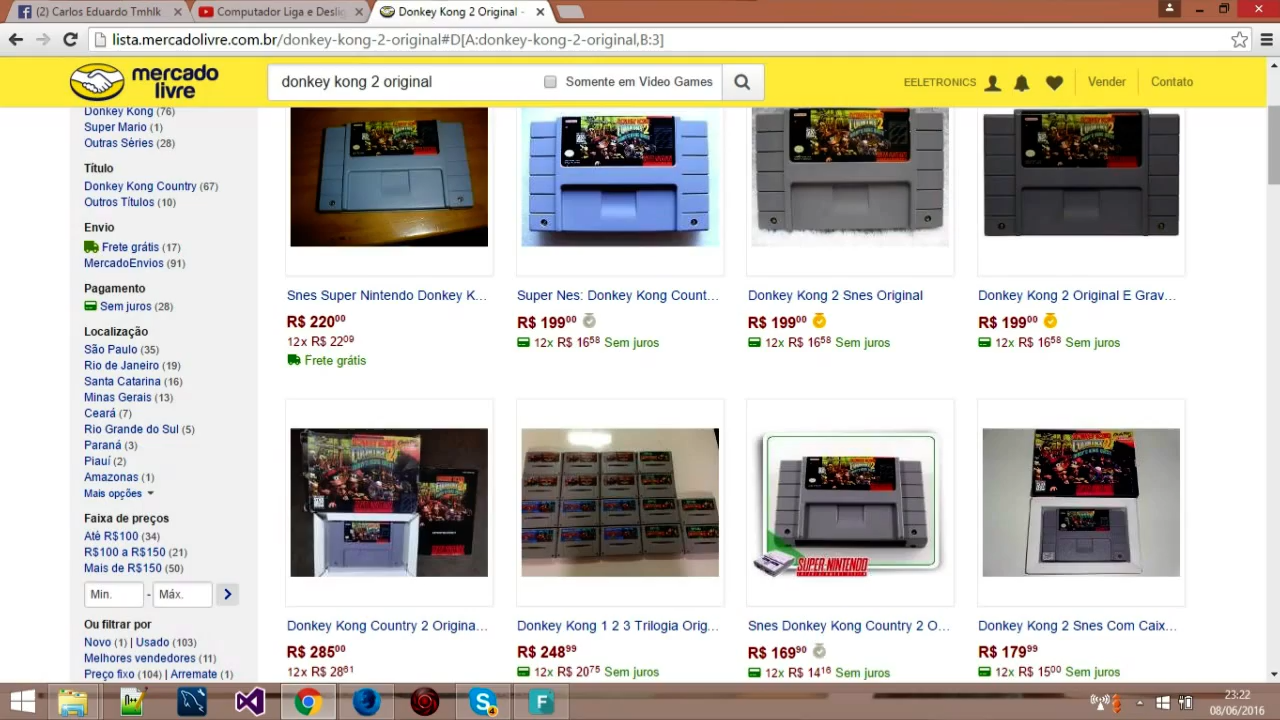 (2) Carlos Eduardo Tmhlk
Computador Liga e Deslig
Donkey Kong 2 Original -
lista.mercadolivre.com.br/donkey-kong-2-original#D[A:donkey-kong-2-original,B:3]
mercado
livre
donkey kong 2 original
Somente em Video Games
EELETRONICS
Vender
Contato
Donkey Kong (76)
Super Mario (1)
Outras Séries (28)
Título
Donkey Kong Country (67)
Outros Títulos (10)
Envio
Frete grátis (17)
MercadoEnvios (91)
Pagamento
Sem juros (28)
Localização
São Paulo (35)
Rio de Janeiro (19)
Santa Catarina (16)
Minas Gerais (13)
Ceará (7)
Rio Grande do Sul (5)
Paraná (3)
Piauí (2)
Amazonas (1)
Mais opções
Faixa de preços
Até R$100 (34)
R$100 a R$150 (21)
Mais de R$150 (50)
Min. - Máx.
Ou filtrar por
Novo (1) | Usado (103)
Melhores vendedores (11)
Preço fixo (104) | Arremate (1)
Snes Super Nintendo Donkey K...
R$ 220⁰⁰
12x R$ 22⁰⁹
Frete grátis
Super Nes: Donkey Kong Count...
R$ 199⁰⁰
12x R$ 16⁵⁸ Sem juros
Donkey Kong 2 Snes Original
R$ 199⁰⁰
12x R$ 16⁵⁸ Sem juros
Donkey Kong 2 Original E Grav...
R$ 199⁰⁰
12x R$ 16⁵⁸ Sem juros
SUPER NINTENDO
Donkey Kong Country 2 Origina...
R$ 285⁰⁰
12x R$ 28⁶¹
Donkey Kong 1 2 3 Trilogia Orig...
R$ 248⁹⁹
12x R$ 20⁷⁵ Sem juros
Snes Donkey Kong Country 2 O...
R$ 169⁹⁰
12x R$ 14¹⁶ Sem juros
Donkey Kong 2 Snes Com Caix...
R$ 179⁹⁹
12x R$ 15⁰⁰ Sem juros
23:22
08/06/2016